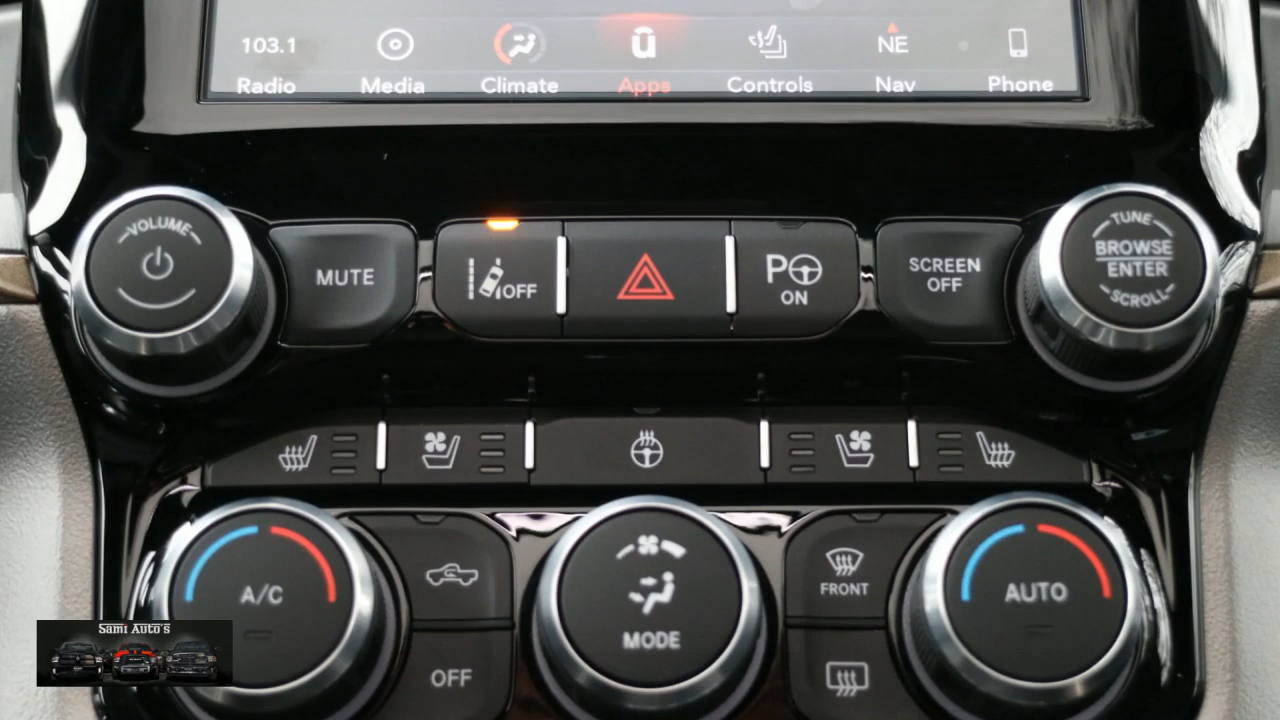 103.1
Radio Media Climate Apps Controls NE Nav Phone
VOLUME
MUTE
OFF
P ON
SCREEN OFF
TUNE
BROWSE
ENTER
SCROLL
A/C
MODE
FRONT
AUTO
OFF
Sami Auto's